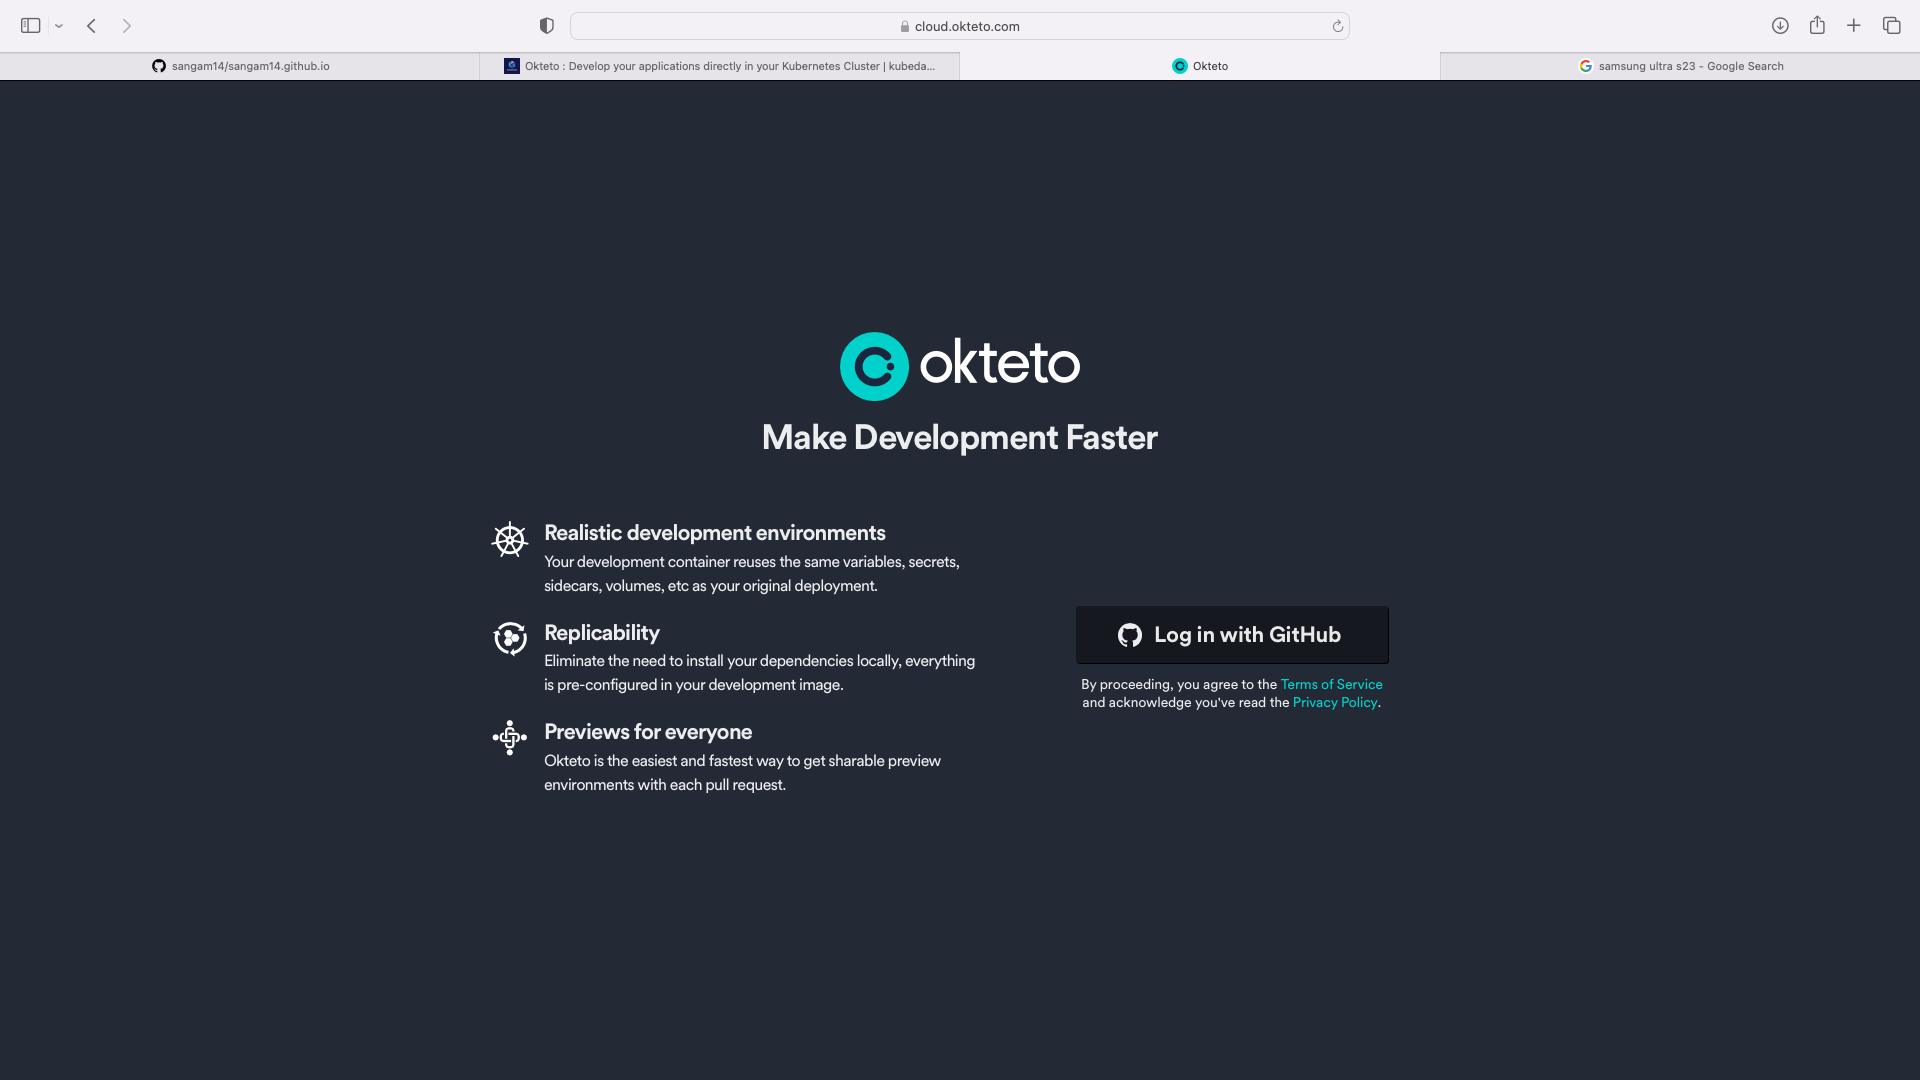 cloud.okteto.com
sangam14/sangam14.github.io
Okteto : Develop your applications directly in your Kubernetes Cluster | kubeda...
Okteto
samsung ultra s23 - Google Search
okteto
Make Development Faster
Realistic development environments
Your development container reuses the same variables, secrets,
sidecars, volumes, etc as your original deployment.
Replicability
Eliminate the need to install your dependencies locally, everything
is pre-configured in your development image.
Previews for everyone
Okteto is the easiest and fastest way to get sharable preview
environments with each pull request.
Log in with GitHub
By proceeding, you agree to the Terms of Service
and acknowledge you've read the Privacy Policy.